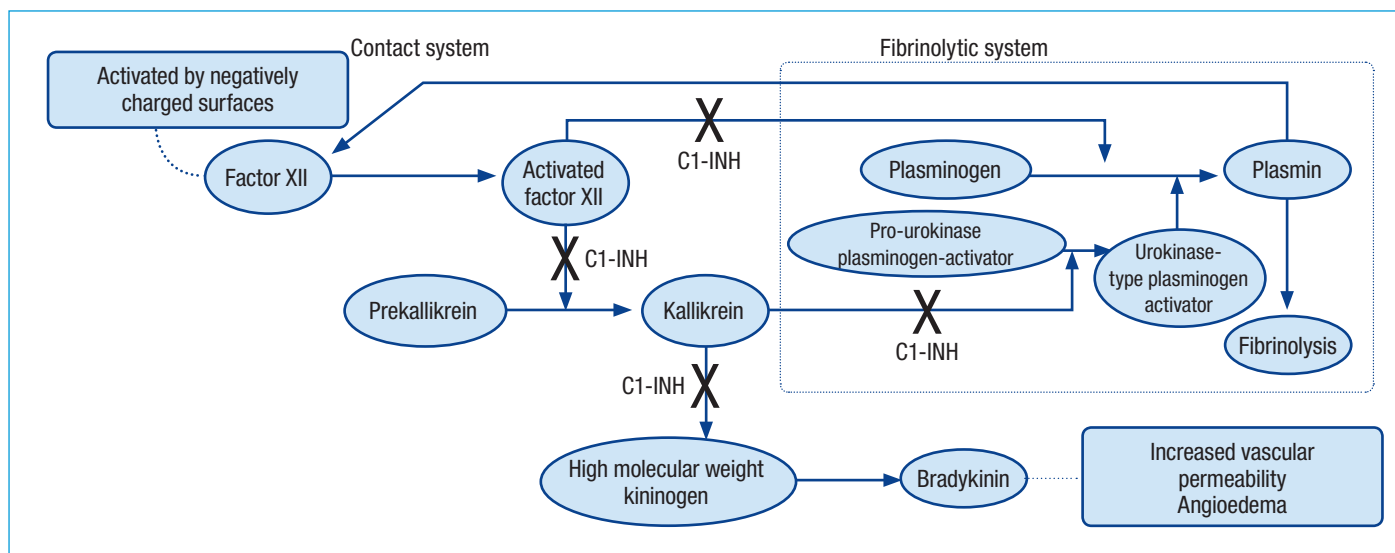 Contact system
Fibrinolytic system
Activated by negatively
charged surfaces
C1-INH
Factor XII
Activated
factor XII
Plasminogen
Plasmin
Pro-urokinase
plasminogen-activator
Urokinase-
type plasminogen
activator
C1-INH
Prekallikrein
Kallikrein
C1-INH
Fibrinolysis
C1-INH
High molecular weight
kininogen
Bradykinin
Increased vascular
permeability
Angioedema